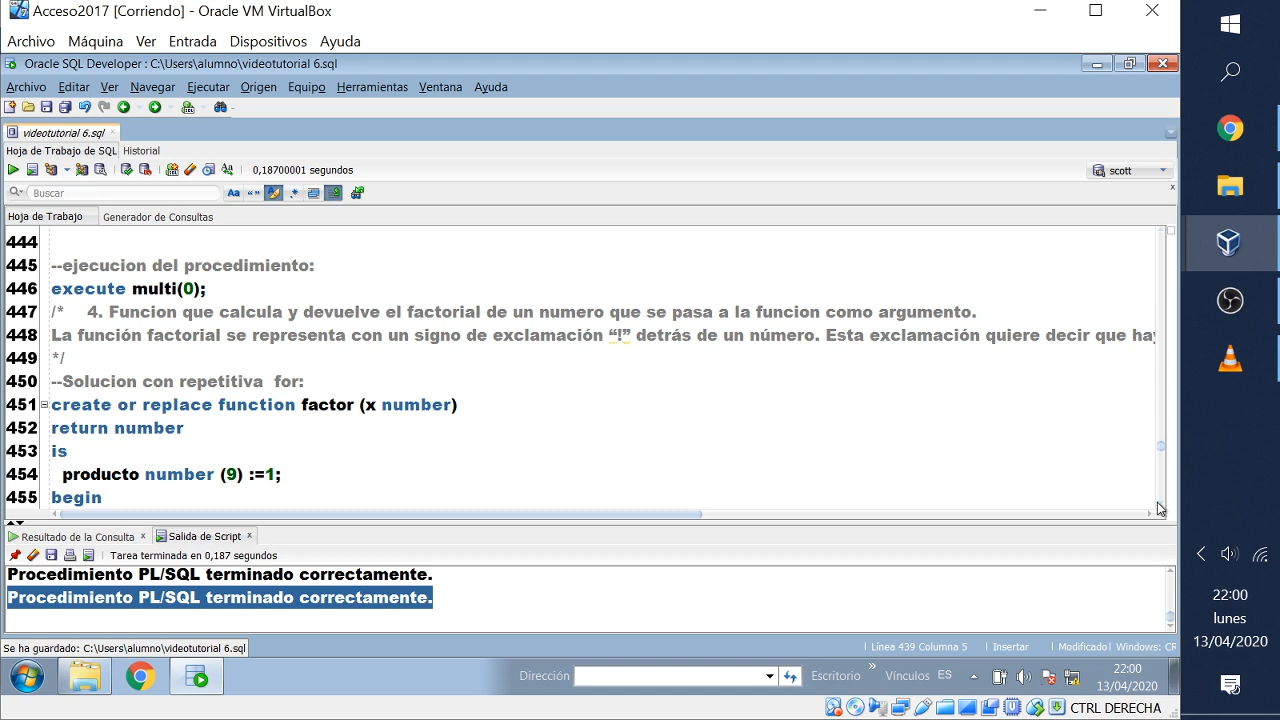 Acceso2017 [Corriendo] - Oracle VM VirtualBox
Archivo Máquina Ver Entrada Dispositivos Ayuda
Oracle SQL Developer : C:\Users\alumno\videotutorial 6.sql
Archivo Editar Ver Navegar Ejecutar Origen Equipo Herramientas Ventana Ayuda
videotutorial 6.sql
Hoja de Trabajo de SQL Historial
0,18700001 segundos
scott
Buscar
Hoja de Trabajo Generador de Consultas
444
445 --ejecucion del procedimiento:
446 execute multi(0);
447 /* 4. Funcion que calcula y devuelve el factorial de un numero que se pasa a la funcion como argumento.
448 La función factorial se representa con un signo de exclamación “!” detrás de un número. Esta exclamación quiere decir que hay
449 */
450 --Solucion con repetitiva for:
451 create or replace function factor (x number)
452 return number
453 is
454 producto number (9) :=1;
455 begin
Resultado de la Consulta Salida de Script
Tarea terminada en 0,187 segundos
Procedimiento PL/SQL terminado correctamente.
Procedimiento PL/SQL terminado correctamente.
Se ha guardado: C:\Users\alumno\videotutorial 6.sql
Línea 439 Columna 5 Insertar Modificado Windows: CR
Dirección Escritorio Vínculos ES
22:00
13/04/2020
CTRL DERECHA
22:00
lunes
13/04/2020